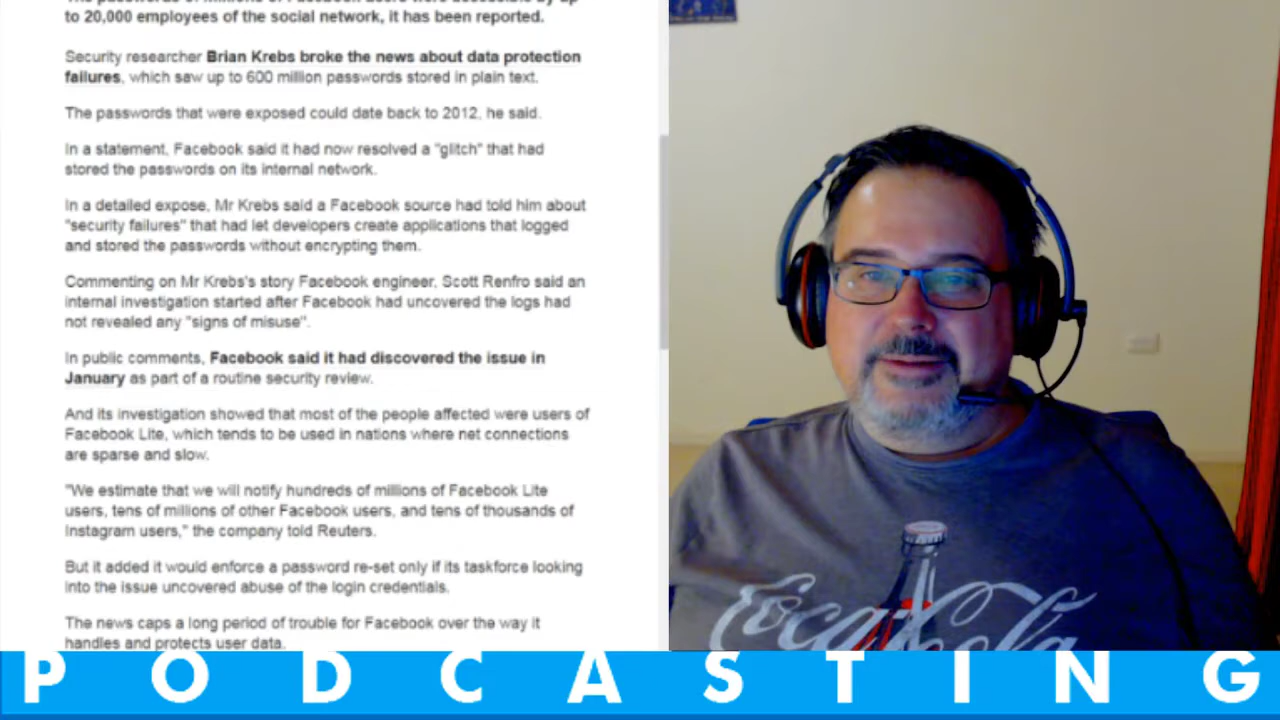 to 20,000 employees of the social network, it has been reported.
Security researcher Brian Krebs broke the news about data protection
failures, which saw up to 600 million passwords stored in plain text.
The passwords that were exposed could date back to 2012, he said.
In a statement, Facebook said it had now resolved a "glitch" that had
stored the passwords on its internal network.
In a detailed expose, Mr Krebs said a Facebook source had told him about
"security failures" that had let developers create applications that logged
and stored the passwords without encrypting them.
Commenting on Mr Krebs's story Facebook engineer, Scott Renfro said an
internal investigation started after Facebook had uncovered the logs had
not revealed any "signs of misuse".
In public comments, Facebook said it had discovered the issue in
January as part of a routine security review.
And its investigation showed that most of the people affected were users of
Facebook Lite, which tends to be used in nations where net connections
are sparse and slow.
"We estimate that we will notify hundreds of millions of Facebook Lite
users, tens of millions of other Facebook users, and tens of thousands of
Instagram users," the company told Reuters.
But it added it would enforce a password re-set only if its taskforce looking
into the issue uncovered abuse of the login credentials.
The news caps a long period of trouble for Facebook over the way it
handles and protects user data.
Coca Cola
PODCASTING